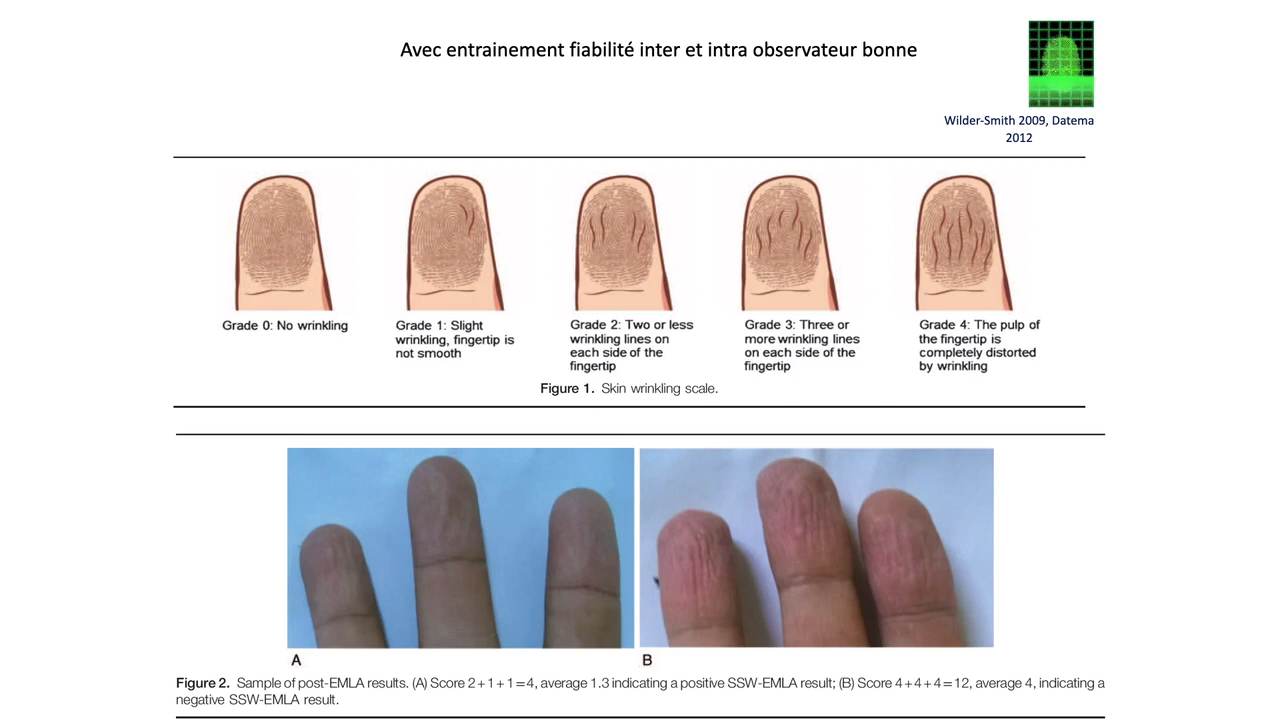 Avec entrainement fiabilité inter et intra observateur bonne
Wilder-Smith 2009, Datema
2012
Grade 0: No wrinkling
Grade 1: Slight
wrinkling, fingertip is
not smooth
Grade 2: Two or less
wrinkling lines on
each side of the
fingertip
Grade 3: Three or
more wrinkling lines
on each side of the
fingertip
Grade 4: The pulp of
the fingertip is
completely distorted
by wrinkling
Figure 1. Skin wrinkling scale.
A
B
Figure 2. Sample of post-EMLA results. (A) Score 2+1+1=4, average 1.3 indicating a positive SSW-EMLA result; (B) Score 4+4+4=12, average 4, indicating a
negative SSW-EMLA result.